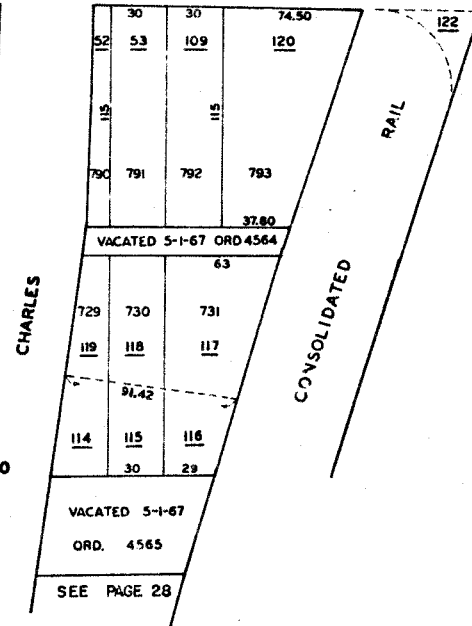 30 30 74.50
122
52 53 109 120
115 115
RAIL
790 791 792 793
37.80
VACATED 5-1-67 ORD 4564
63
CHARLES
CONSOLIDATED
729 730 731
119 118 117
91.42
114 115 116
30 29
O
VACATED 5-1-67
ORD. 4565
SEE PAGE 28